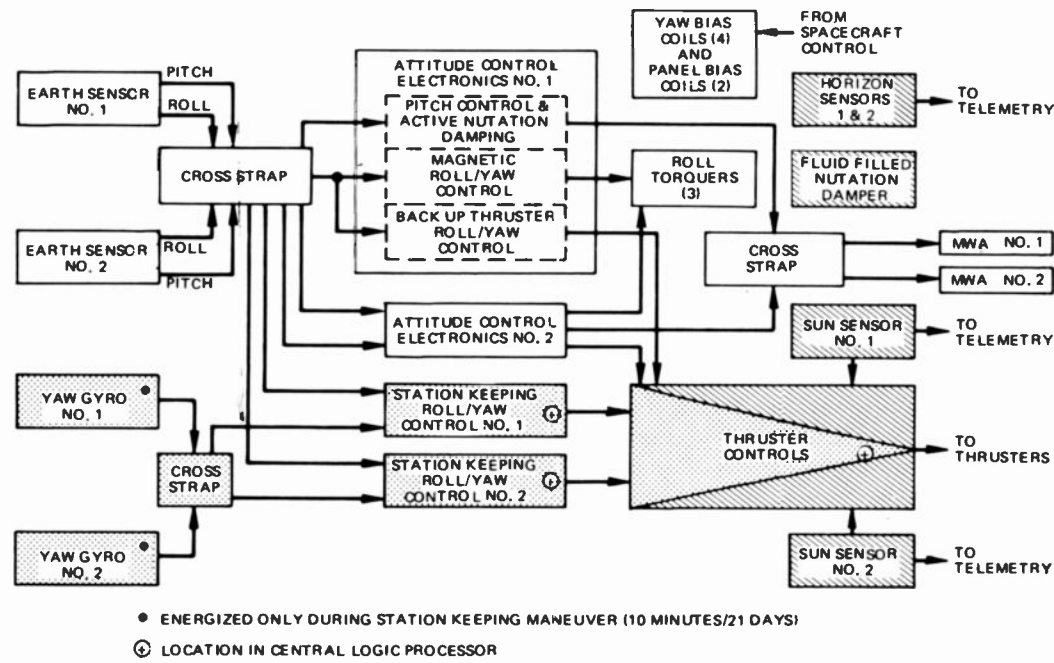 PITCH
EARTH SENSOR
NO. 1
ROLL
CROSS STRAP
EARTH SENSOR
NO. 2
ROLL
PITCH
ATTITUDE CONTROL
ELECTRONICS NO. 1
PITCH CONTROL &
ACTIVE NUTATION
DAMPING
MAGNETIC
ROLL/YAW
CONTROL
BACK UP THRUSTER
ROLL/YAW
CONTROL
YAW BIAS
COILS (4)
AND
PANEL BIAS
COILS (2)
FROM
SPACECRAFT
CONTROL
HORIZON
SENSORS
1 & 2
TO
TELEMETRY
ROLL
TORQUERS
(3)
FLUID FILLED
NUTATION
DAMPER
CROSS
STRAP
MWA NO. 1
MWA NO. 2
ATTITUDE CONTROL
ELECTRONICS NO. 2
SUN SENSOR
NO. 1
TO
TELEMETRY
YAW GYRO
NO. 1
CROSS
STRAP
YAW GYRO
NO. 2
STATION KEEPING
ROLL/YAW
CONTROL NO. 1
STATION KEEPING
ROLL/YAW
CONTROL NO. 2
THRUSTER
CONTROLS
TO
THRUSTERS
SUN SENSOR
NO. 2
TO
TELEMETRY
● ENERGIZED ONLY DURING STATION KEEPING MANEUVER (10 MINUTES/21 DAYS)
⊕ LOCATION IN CENTRAL LOGIC PROCESSOR